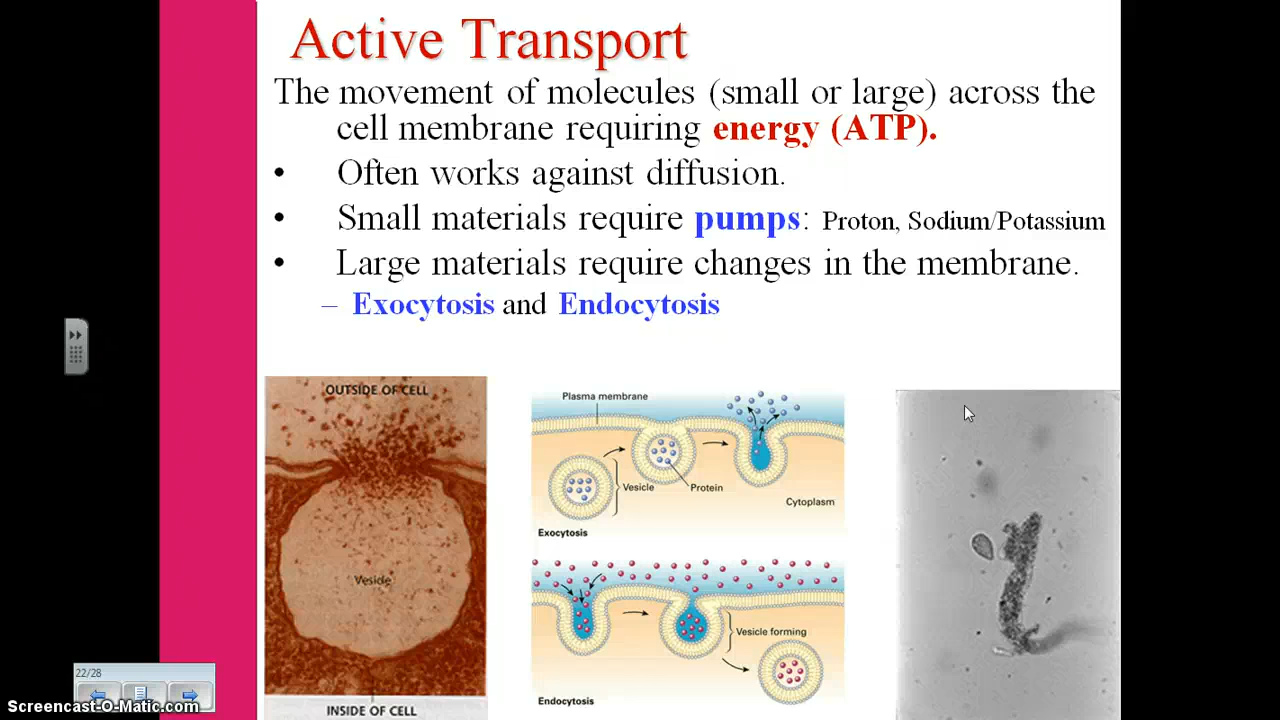 Active Transport
The movement of molecules (small or large) across the
cell membrane requiring energy (ATP).
• Often works against diffusion.
• Small materials require pumps: Proton, Sodium/Potassium
• Large materials require changes in the membrane.
– Exocytosis and Endocytosis
OUTSIDE OF CELL
Vesicle
INSIDE OF CELL
Plasma membrane
Vesicle
Protein
Cytoplasm
Exocytosis
Vesicle forming
Endocytosis
22/28
Screencast-O-Matic.com